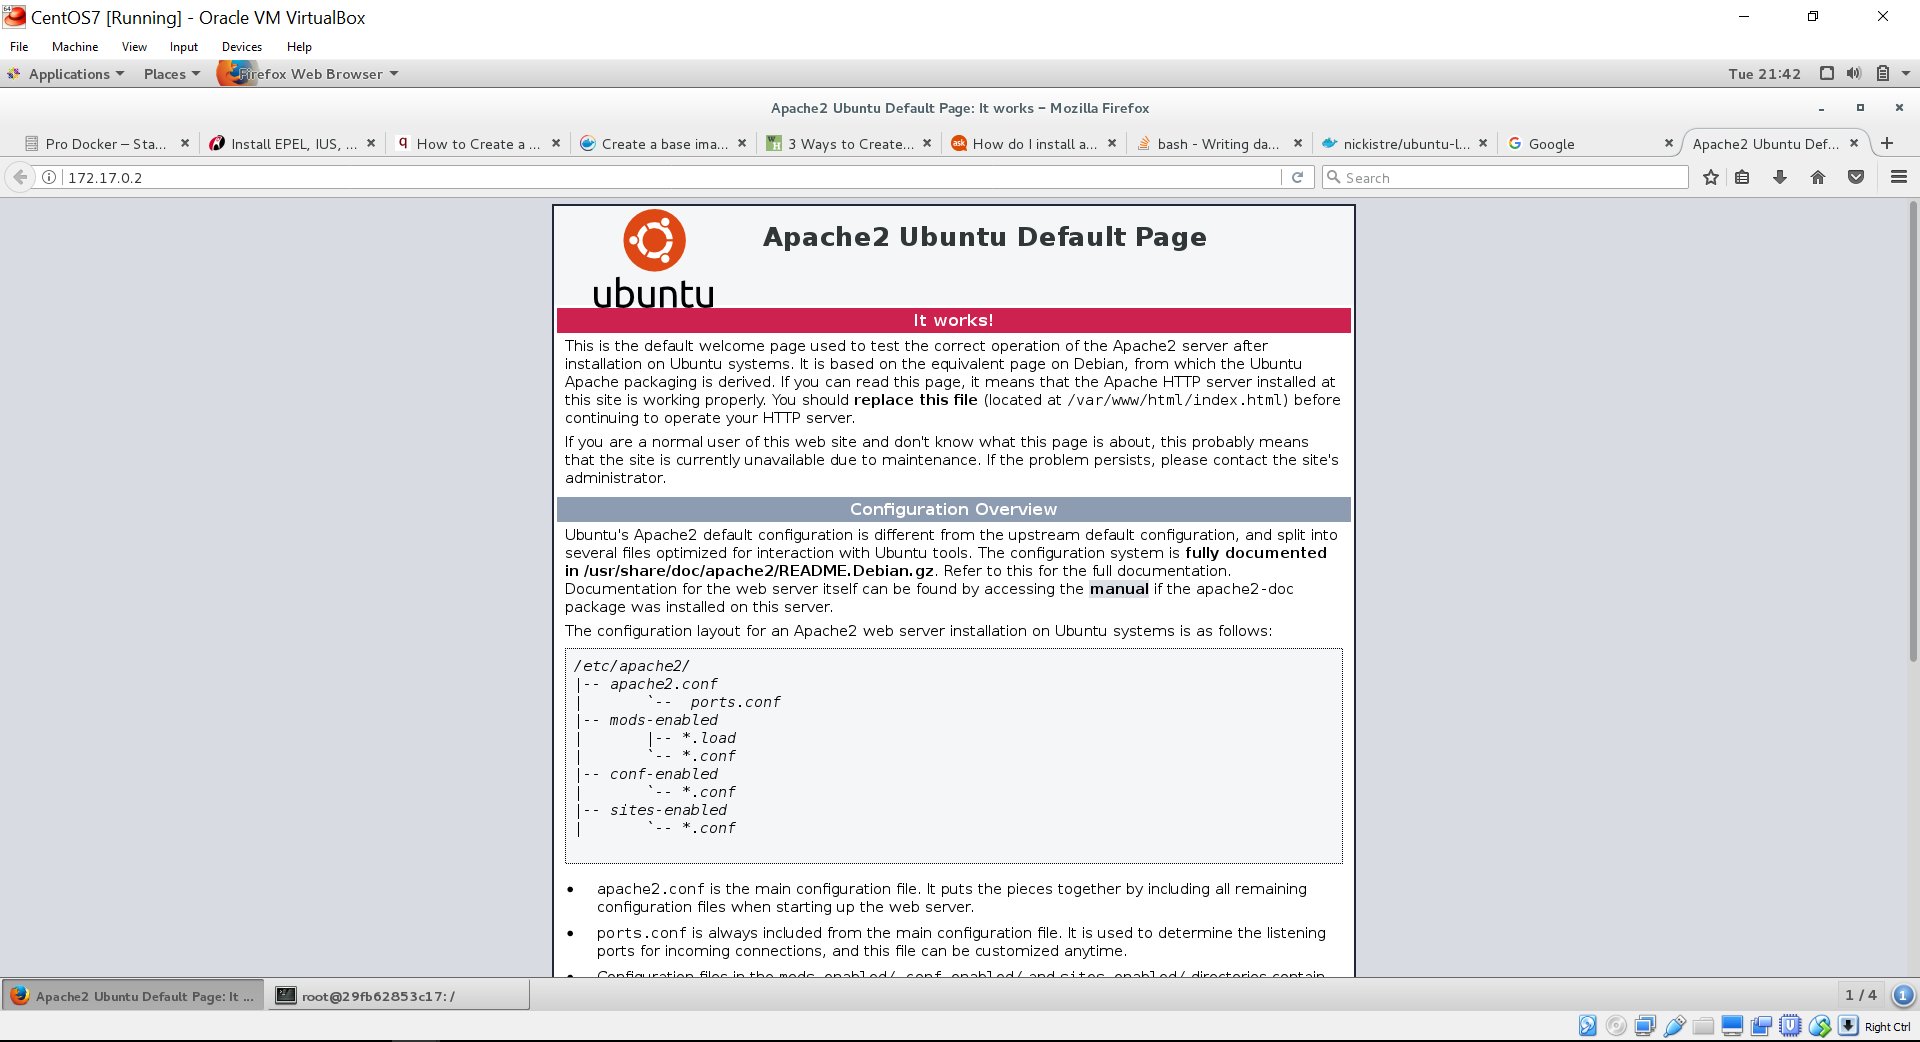 CentOS7 [Running] - Oracle VM VirtualBox
File Machine View Input Devices Help
Applications Places Firefox Web Browser Tue 21:42
Apache2 Ubuntu Default Page: It works – Mozilla Firefox
Pro Docker – Sta... Install EPEL, IUS, ... How to Create a ... Create a base ima... 3 Ways to Create... How do I install a... bash - Writing da... nickistre/ubuntu-l... Google Apache2 Ubuntu Def...
172.17.0.2 Search
Apache2 Ubuntu Default Page
ubuntu
It works!
This is the default welcome page used to test the correct operation of the Apache2 server after
installation on Ubuntu systems. It is based on the equivalent page on Debian, from which the Ubuntu
Apache packaging is derived. If you can read this page, it means that the Apache HTTP server installed at
this site is working properly. You should replace this file (located at /var/www/html/index.html) before
continuing to operate your HTTP server.
If you are a normal user of this web site and don't know what this page is about, this probably means
that the site is currently unavailable due to maintenance. If the problem persists, please contact the site's
administrator.
Configuration Overview
Ubuntu's Apache2 default configuration is different from the upstream default configuration, and split into
several files optimized for interaction with Ubuntu tools. The configuration system is fully documented
in /usr/share/doc/apache2/README.Debian.gz. Refer to this for the full documentation.
Documentation for the web server itself can be found by accessing the manual if the apache2-doc
package was installed on this server.
The configuration layout for an Apache2 web server installation on Ubuntu systems is as follows:
/etc/apache2/
|-- apache2.conf
|       `--  ports.conf
|-- mods-enabled
|       |-- *.load
|       `-- *.conf
|-- conf-enabled
|       `-- *.conf
|-- sites-enabled
|       `-- *.conf
• apache2.conf is the main configuration file. It puts the pieces together by including all remaining
configuration files when starting up the web server.
• ports.conf is always included from the main configuration file. It is used to determine the listening
ports for incoming connections, and this file can be customized anytime.
• Configuration files in the mods-enabled/, conf-enabled/ and sites-enabled/ directories contain
Apache2 Ubuntu Default Page: It ... root@29fb62853c17: / 1 / 4 1
Right Ctrl